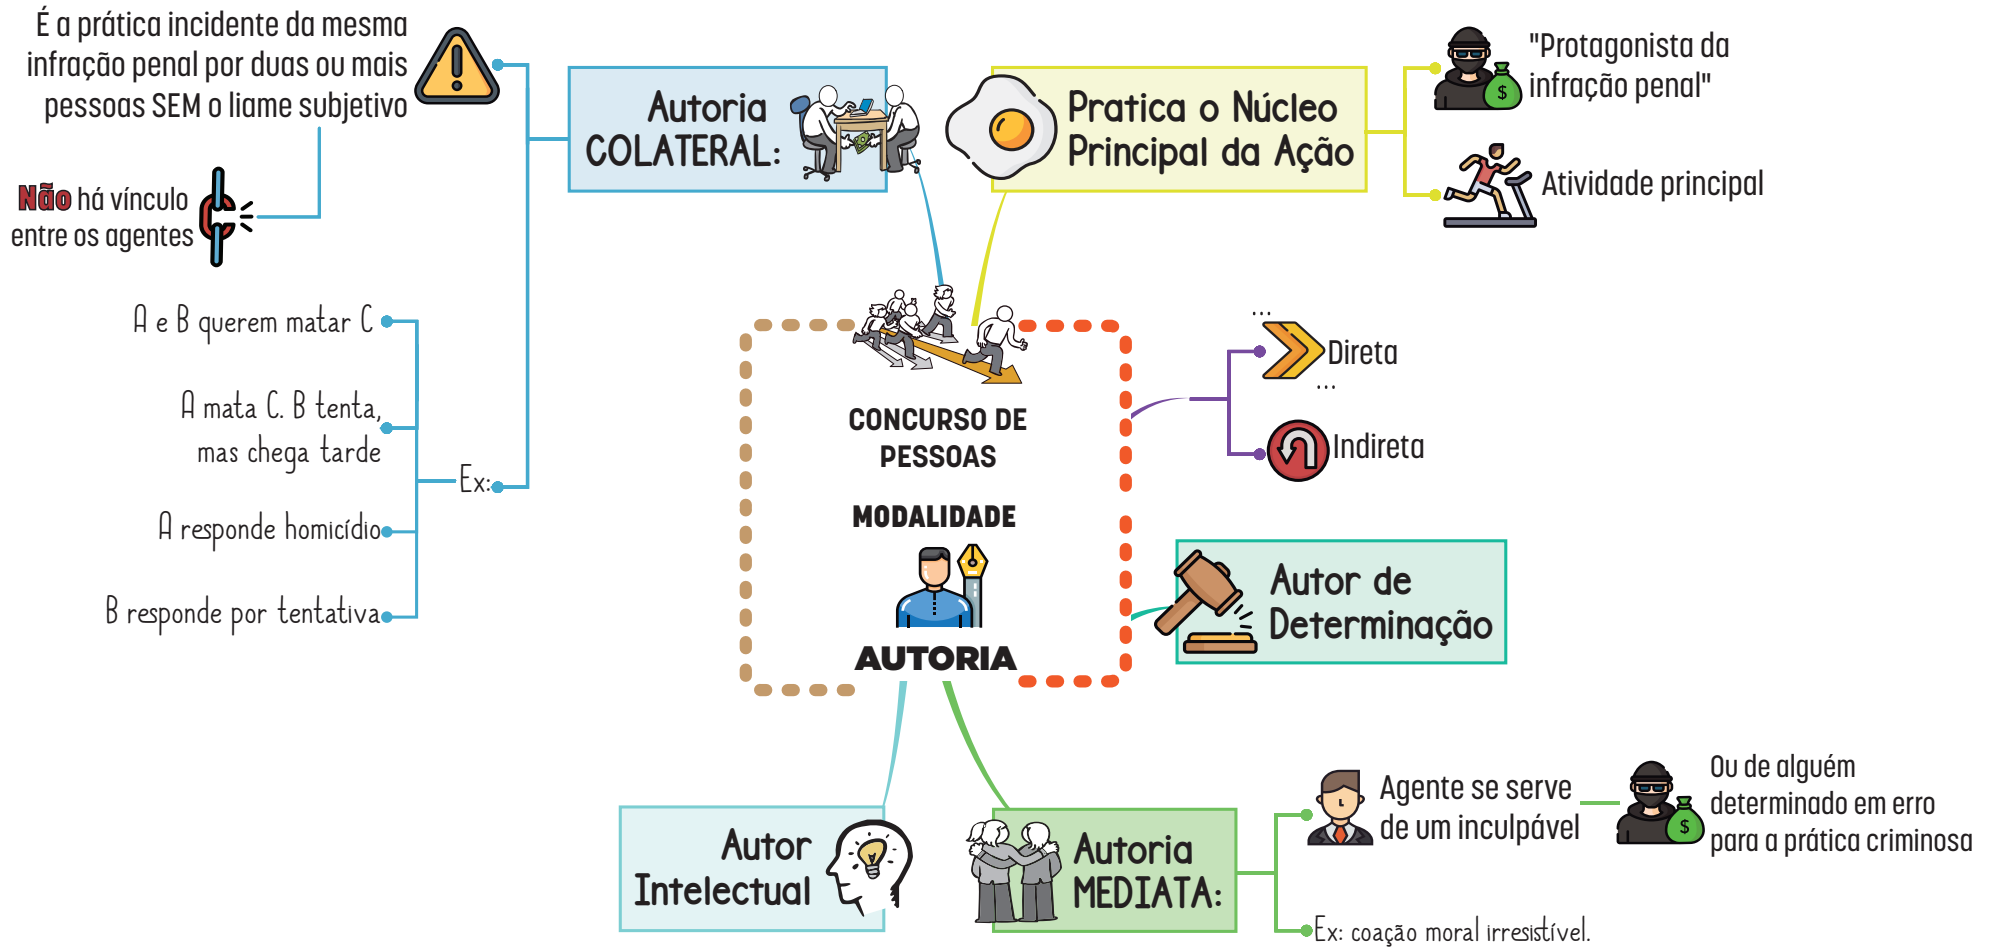 É a prática incidente da mesma
infração penal por duas ou mais
pessoas SEM o liame subjetivo
Não há vínculo
entre os agentes
Autoria
COLATERAL:
A e B querem matar C
A mata C. B tenta,
mas chega tarde
Ex:
A responde homicídio
B responde por tentativa
Pratica o Núcleo
Principal da Ação
"Protagonista da
infração penal"
Atividade principal
CONCURSO DE
PESSOAS
MODALIDADE
AUTORIA
...
Direta
...
Indireta
Autor de
Determinação
Autor
Intelectual
Autoria
MEDIATA:
Agente se serve
de um inculpável
Ou de alguém
determinado em erro
para a prática criminosa
Ex: coação moral irresistível.